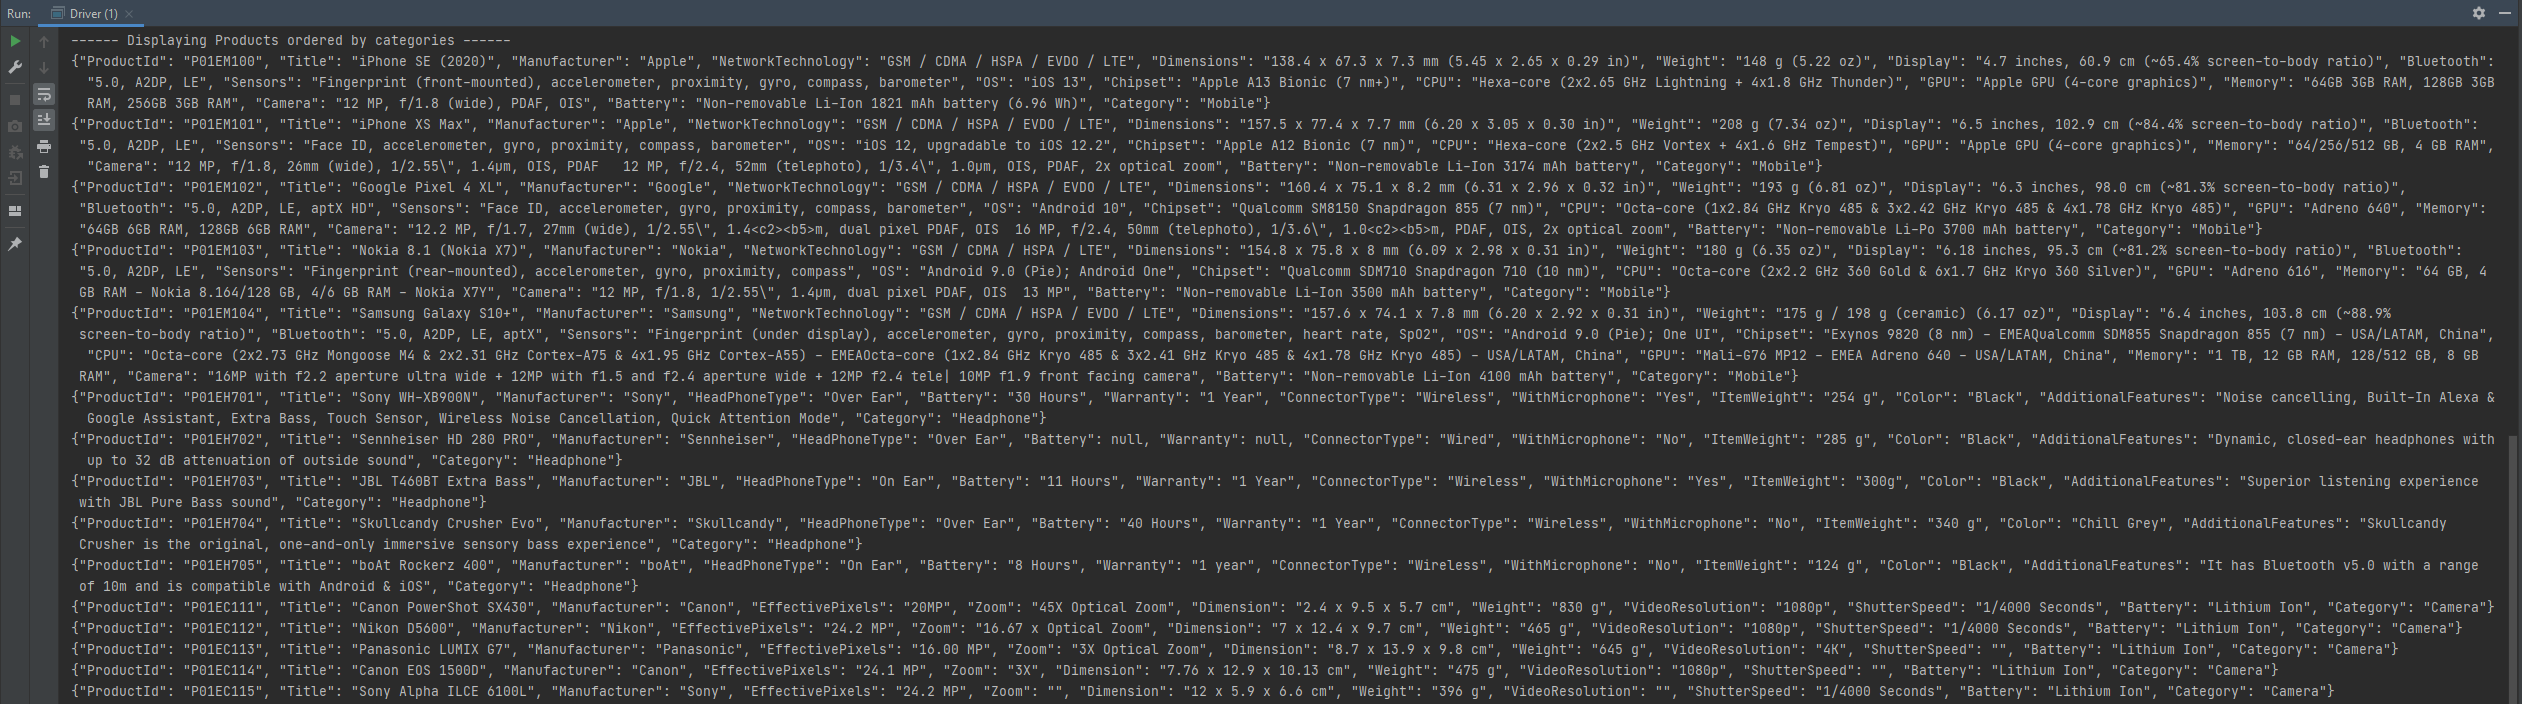 Run: Driver (1)
------ Displaying Products ordered by categories ------
{"ProductId": "P01EM100", "Title": "iPhone SE (2020)", "Manufacturer": "Apple", "NetworkTechnology": "GSM / CDMA / HSPA / EVDO / LTE", "Dimensions": "138.4 x 67.3 x 7.3 mm (5.45 x 2.65 x 0.29 in)", "Weight": "148 g (5.22 oz)", "Display": "4.7 inches, 60.9 cm (~65.4% screen-to-body ratio)", "Bluetooth":
"5.0, A2DP, LE", "Sensors": "Fingerprint (front-mounted), accelerometer, proximity, gyro, compass, barometer", "OS": "iOS 13", "Chipset": "Apple A13 Bionic (7 nm+)", "CPU": "Hexa-core (2x2.65 GHz Lightning + 4x1.8 GHz Thunder)", "GPU": "Apple GPU (4-core graphics)", "Memory": "64GB 3GB RAM, 128GB 3GB
RAM, 256GB 3GB RAM", "Camera": "12 MP, f/1.8 (wide), PDAF, OIS", "Battery": "Non-removable Li-Ion 1821 mAh battery (6.96 Wh)", "Category": "Mobile"}
{"ProductId": "P01EM101", "Title": "iPhone XS Max", "Manufacturer": "Apple", "NetworkTechnology": "GSM / CDMA / HSPA / EVDO / LTE", "Dimensions": "157.5 x 77.4 x 7.7 mm (6.20 x 3.05 x 0.30 in)", "Weight": "208 g (7.34 oz)", "Display": "6.5 inches, 102.9 cm (~84.4% screen-to-body ratio)", "Bluetooth":
"5.0, A2DP, LE", "Sensors": "Face ID, accelerometer, gyro, proximity, compass, barometer", "OS": "iOS 12, upgradable to iOS 12.2", "Chipset": "Apple A12 Bionic (7 nm)", "CPU": "Hexa-core (2x2.5 GHz Vortex + 4x1.6 GHz Tempest)", "GPU": "Apple GPU (4-core graphics)", "Memory": "64/256/512 GB, 4 GB RAM",
"Camera": "12 MP, f/1.8, 26mm (wide), 1/2.55\", 1.4µm, OIS, PDAF   12 MP, f/2.4, 52mm (telephoto), 1/3.4\", 1.0µm, OIS, PDAF, 2x optical zoom", "Battery": "Non-removable Li-Ion 3174 mAh battery", "Category": "Mobile"}
{"ProductId": "P01EM102", "Title": "Google Pixel 4 XL", "Manufacturer": "Google", "NetworkTechnology": "GSM / CDMA / HSPA / EVDO / LTE", "Dimensions": "160.4 x 75.1 x 8.2 mm (6.31 x 2.96 x 0.32 in)", "Weight": "193 g (6.81 oz)", "Display": "6.3 inches, 98.0 cm (~81.3% screen-to-body ratio)",
"Bluetooth": "5.0, A2DP, LE, aptX HD", "Sensors": "Face ID, accelerometer, gyro, proximity, compass, barometer", "OS": "Android 10", "Chipset": "Qualcomm SM8150 Snapdragon 855 (7 nm)", "CPU": "Octa-core (1x2.84 GHz Kryo 485 & 3x2.42 GHz Kryo 485 & 4x1.78 GHz Kryo 485)", "GPU": "Adreno 640", "Memory":
"64GB 6GB RAM, 128GB 6GB RAM", "Camera": "12.2 MP, f/1.7, 27mm (wide), 1/2.55\", 1.4<c2><b5>m, dual pixel PDAF, OIS  16 MP, f/2.4, 50mm (telephoto), 1/3.6\", 1.0<c2><b5>m, PDAF, OIS, 2x optical zoom", "Battery": "Non-removable Li-Po 3700 mAh battery", "Category": "Mobile"}
{"ProductId": "P01EM103", "Title": "Nokia 8.1 (Nokia X7)", "Manufacturer": "Nokia", "NetworkTechnology": "GSM / CDMA / HSPA / EVDO / LTE", "Dimensions": "154.8 x 75.8 x 8 mm (6.09 x 2.98 x 0.31 in)", "Weight": "180 g (6.35 oz)", "Display": "6.18 inches, 95.3 cm (~81.2% screen-to-body ratio)", "Bluetooth":
"5.0, A2DP, LE", "Sensors": "Fingerprint (rear-mounted), accelerometer, gyro, proximity, compass", "OS": "Android 9.0 (Pie); Android One", "Chipset": "Qualcomm SDM710 Snapdragon 710 (10 nm)", "CPU": "Octa-core (2x2.2 GHz 360 Gold & 6x1.7 GHz Kryo 360 Silver)", "GPU": "Adreno 616", "Memory": "64 GB, 4
GB RAM - Nokia 8.164/128 GB, 4/6 GB RAM - Nokia X7Y", "Camera": "12 MP, f/1.8, 1/2.55\", 1.4µm, dual pixel PDAF, OIS  13 MP", "Battery": "Non-removable Li-Ion 3500 mAh battery", "Category": "Mobile"}
{"ProductId": "P01EM104", "Title": "Samsung Galaxy S10+", "Manufacturer": "Samsung", "NetworkTechnology": "GSM / CDMA / HSPA / EVDO / LTE", "Dimensions": "157.6 x 74.1 x 7.8 mm (6.20 x 2.92 x 0.31 in)", "Weight": "175 g / 198 g (ceramic) (6.17 oz)", "Display": "6.4 inches, 103.8 cm (~88.9%
screen-to-body ratio)", "Bluetooth": "5.0, A2DP, LE, aptX", "Sensors": "Fingerprint (under display), accelerometer, gyro, proximity, compass, barometer, heart rate, SpO2", "OS": "Android 9.0 (Pie); One UI", "Chipset": "Exynos 9820 (8 nm) - EMEAQualcomm SDM855 Snapdragon 855 (7 nm) - USA/LATAM, China",
"CPU": "Octa-core (2x2.73 GHz Mongoose M4 & 2x2.31 GHz Cortex-A75 & 4x1.95 GHz Cortex-A55) - EMEAOcta-core (1x2.84 GHz Kryo 485 & 3x2.41 GHz Kryo 485 & 4x1.78 GHz Kryo 485) - USA/LATAM, China", "GPU": "Mali-G76 MP12 - EMEA Adreno 640 - USA/LATAM, China", "Memory": "1 TB, 12 GB RAM, 128/512 GB, 8 GB
RAM", "Camera": "16MP with f2.2 aperture ultra wide + 12MP with f1.5 and f2.4 aperture wide + 12MP f2.4 tele| 10MP f1.9 front facing camera", "Battery": "Non-removable Li-Ion 4100 mAh battery", "Category": "Mobile"}
{"ProductId": "P01EH701", "Title": "Sony WH-XB900N", "Manufacturer": "Sony", "HeadPhoneType": "Over Ear", "Battery": "30 Hours", "Warranty": "1 Year", "ConnectorType": "Wireless", "WithMicrophone": "Yes", "ItemWeight": "254 g", "Color": "Black", "AdditionalFeatures": "Noise cancelling, Built-In Alexa &
Google Assistant, Extra Bass, Touch Sensor, Wireless Noise Cancellation, Quick Attention Mode", "Category": "Headphone"}
{"ProductId": "P01EH702", "Title": "Sennheiser HD 280 PRO", "Manufacturer": "Sennheiser", "HeadPhoneType": "Over Ear", "Battery": null, "Warranty": null, "ConnectorType": "Wired", "WithMicrophone": "No", "ItemWeight": "285 g", "Color": "Black", "AdditionalFeatures": "Dynamic, closed-ear headphones with
up to 32 dB attenuation of outside sound", "Category": "Headphone"}
{"ProductId": "P01EH703", "Title": "JBL T460BT Extra Bass", "Manufacturer": "JBL", "HeadPhoneType": "On Ear", "Battery": "11 Hours", "Warranty": "1 Year", "ConnectorType": "Wireless", "WithMicrophone": "Yes", "ItemWeight": "300g", "Color": "Black", "AdditionalFeatures": "Superior listening experience
with JBL Pure Bass sound", "Category": "Headphone"}
{"ProductId": "P01EH704", "Title": "Skullcandy Crusher Evo", "Manufacturer": "Skullcandy", "HeadPhoneType": "Over Ear", "Battery": "40 Hours", "Warranty": "1 Year", "ConnectorType": "Wireless", "WithMicrophone": "No", "ItemWeight": "340 g", "Color": "Chill Grey", "AdditionalFeatures": "Skullcandy
Crusher is the original, one-and-only immersive sensory bass experience", "Category": "Headphone"}
{"ProductId": "P01EH705", "Title": "boAt Rockerz 400", "Manufacturer": "boAt", "HeadPhoneType": "On Ear", "Battery": "8 Hours", "Warranty": "1 year", "ConnectorType": "Wireless", "WithMicrophone": "No", "ItemWeight": "124 g", "Color": "Black", "AdditionalFeatures": "It has Bluetooth v5.0 with a range
of 10m and is compatible with Android & iOS", "Category": "Headphone"}
{"ProductId": "P01EC111", "Title": "Canon PowerShot SX430", "Manufacturer": "Canon", "EffectivePixels": "20MP", "Zoom": "45X Optical Zoom", "Dimension": "2.4 x 9.5 x 5.7 cm", "Weight": "830 g", "VideoResolution": "1080p", "ShutterSpeed": "1/4000 Seconds", "Battery": "Lithium Ion", "Category": "Camera"}
{"ProductId": "P01EC112", "Title": "Nikon D5600", "Manufacturer": "Nikon", "EffectivePixels": "24.2 MP", "Zoom": "16.67 x Optical Zoom", "Dimension": "7 x 12.4 x 9.7 cm", "Weight": "465 g", "VideoResolution": "1080p", "ShutterSpeed": "1/4000 Seconds", "Battery": "Lithium Ion", "Category": "Camera"}
{"ProductId": "P01EC113", "Title": "Panasonic LUMIX G7", "Manufacturer": "Panasonic", "EffectivePixels": "16.00 MP", "Zoom": "3X Optical Zoom", "Dimension": "8.7 x 13.9 x 9.8 cm", "Weight": "645 g", "VideoResolution": "4K", "ShutterSpeed": "", "Battery": "Lithium Ion", "Category": "Camera"}
{"ProductId": "P01EC114", "Title": "Canon EOS 1500D", "Manufacturer": "Canon", "EffectivePixels": "24.1 MP", "Zoom": "3X", "Dimension": "7.76 x 12.9 x 10.13 cm", "Weight": "475 g", "VideoResolution": "1080p", "ShutterSpeed": "", "Battery": "Lithium Ion", "Category": "Camera"}
{"ProductId": "P01EC115", "Title": "Sony Alpha ILCE 6100L", "Manufacturer": "Sony", "EffectivePixels": "24.2 MP", "Zoom": "", "Dimension": "12 x 5.9 x 6.6 cm", "Weight": "396 g", "VideoResolution": "", "ShutterSpeed": "1/4000 Seconds", "Battery": "Lithium Ion", "Category": "Camera"}